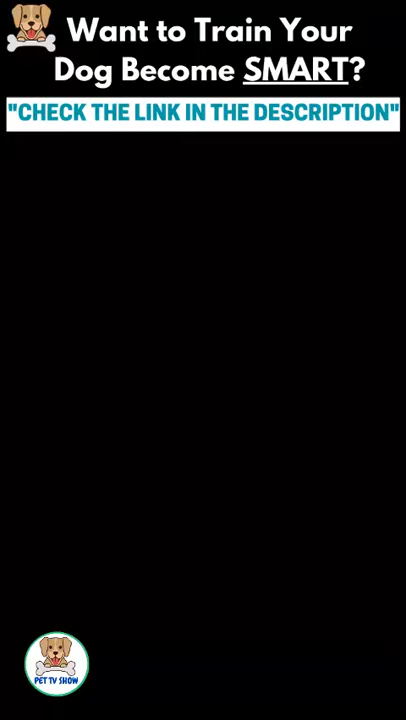 Want to Train Your
Dog Become SMART?
"CHECK THE LINK IN THE DESCRIPTION"
PET TV SHOW